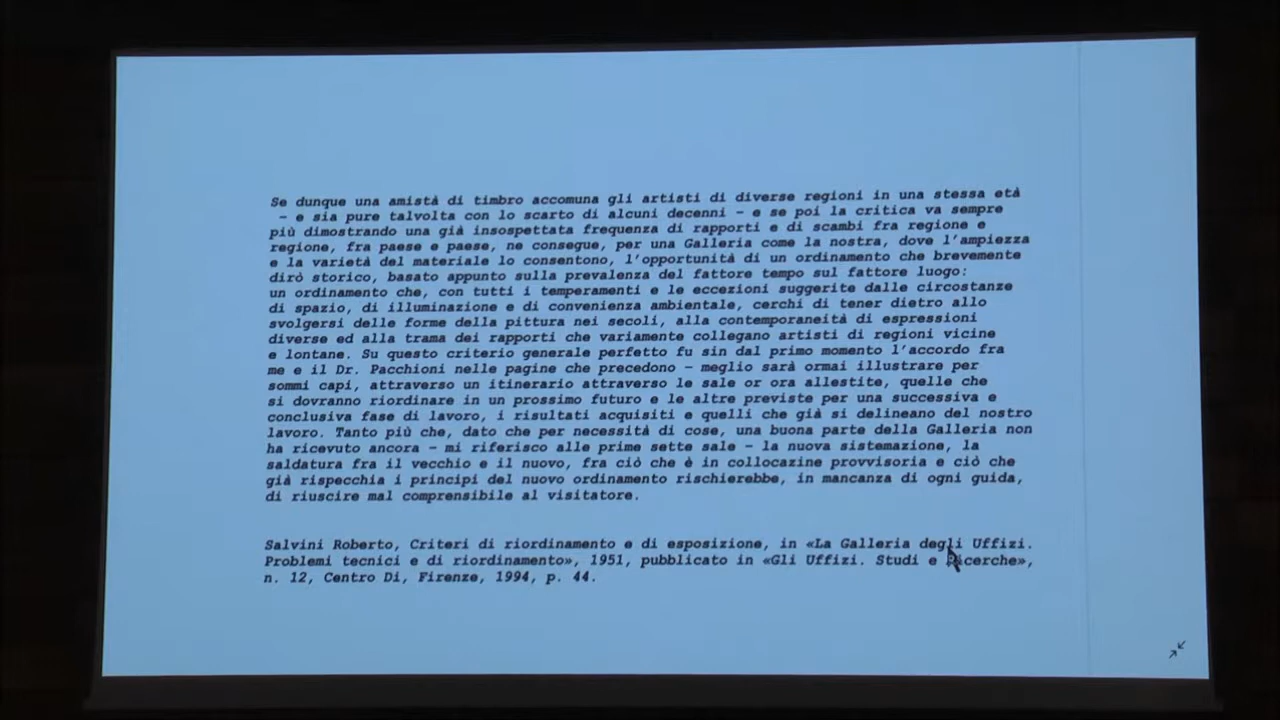 Se dunque una amistà di timbro accomuna gli artisti di diverse regioni in una stessa età
– e sia pure talvolta con lo scarto di alcuni decenni – e se poi la critica va sempre
più dimostrando una già insospettata frequenza di rapporti e di scambi fra regione e
regione, fra paese e paese, ne consegue, per una Galleria come la nostra, dove l'ampiezza
e la varietà del materiale lo consentono, l'opportunità di un ordinamento che brevemente
dirò storico, basato appunto sulla prevalenza del fattore tempo sul fattore luogo:
un ordinamento che, con tutti i temperamenti e le eccezioni suggerite dalle circostanze
di spazio, di illuminazione e di convenienza ambientale, cerchi di tener dietro allo
svolgersi delle forme della pittura nei secoli, alla contemporaneità di espressioni
diverse ed alla trama dei rapporti che variamente collegano artisti di regioni vicine
e lontane. Su questo criterio generale perfetto fu sin dal primo momento l'accordo fra
me e il Dr. Pacchioni nelle pagine che precedono – meglio sarà ormai illustrare per
sommi capi, attraverso un itinerario attraverso le sale or ora allestite, quelle che
si dovranno riordinare in un prossimo futuro e le altre previste per una successiva e
conclusiva fase di lavoro, i risultati acquisiti e quelli che già si delineano del nostro
lavoro. Tanto più che, dato che per necessità di cose, una buona parte della Galleria non
ha ricevuto ancora – mi riferisco alle prime sette sale – la nuova sistemazione, la
saldatura fra il vecchio e il nuovo, fra ciò che è in collocazine provvisoria e ciò che
già rispecchia i principi del nuovo ordinamento rischierebbe, in mancanza di ogni guida,
di riuscire mal comprensibile al visitatore.
Salvini Roberto, Criteri di riordinamento e di esposizione, in «La Galleria degli Uffizi.
Problemi tecnici e di riordinamento», 1951, pubblicato in «Gli Uffizi. Studi e Ricerche»,
n. 12, Centro Di, Firenze, 1994, p. 44.